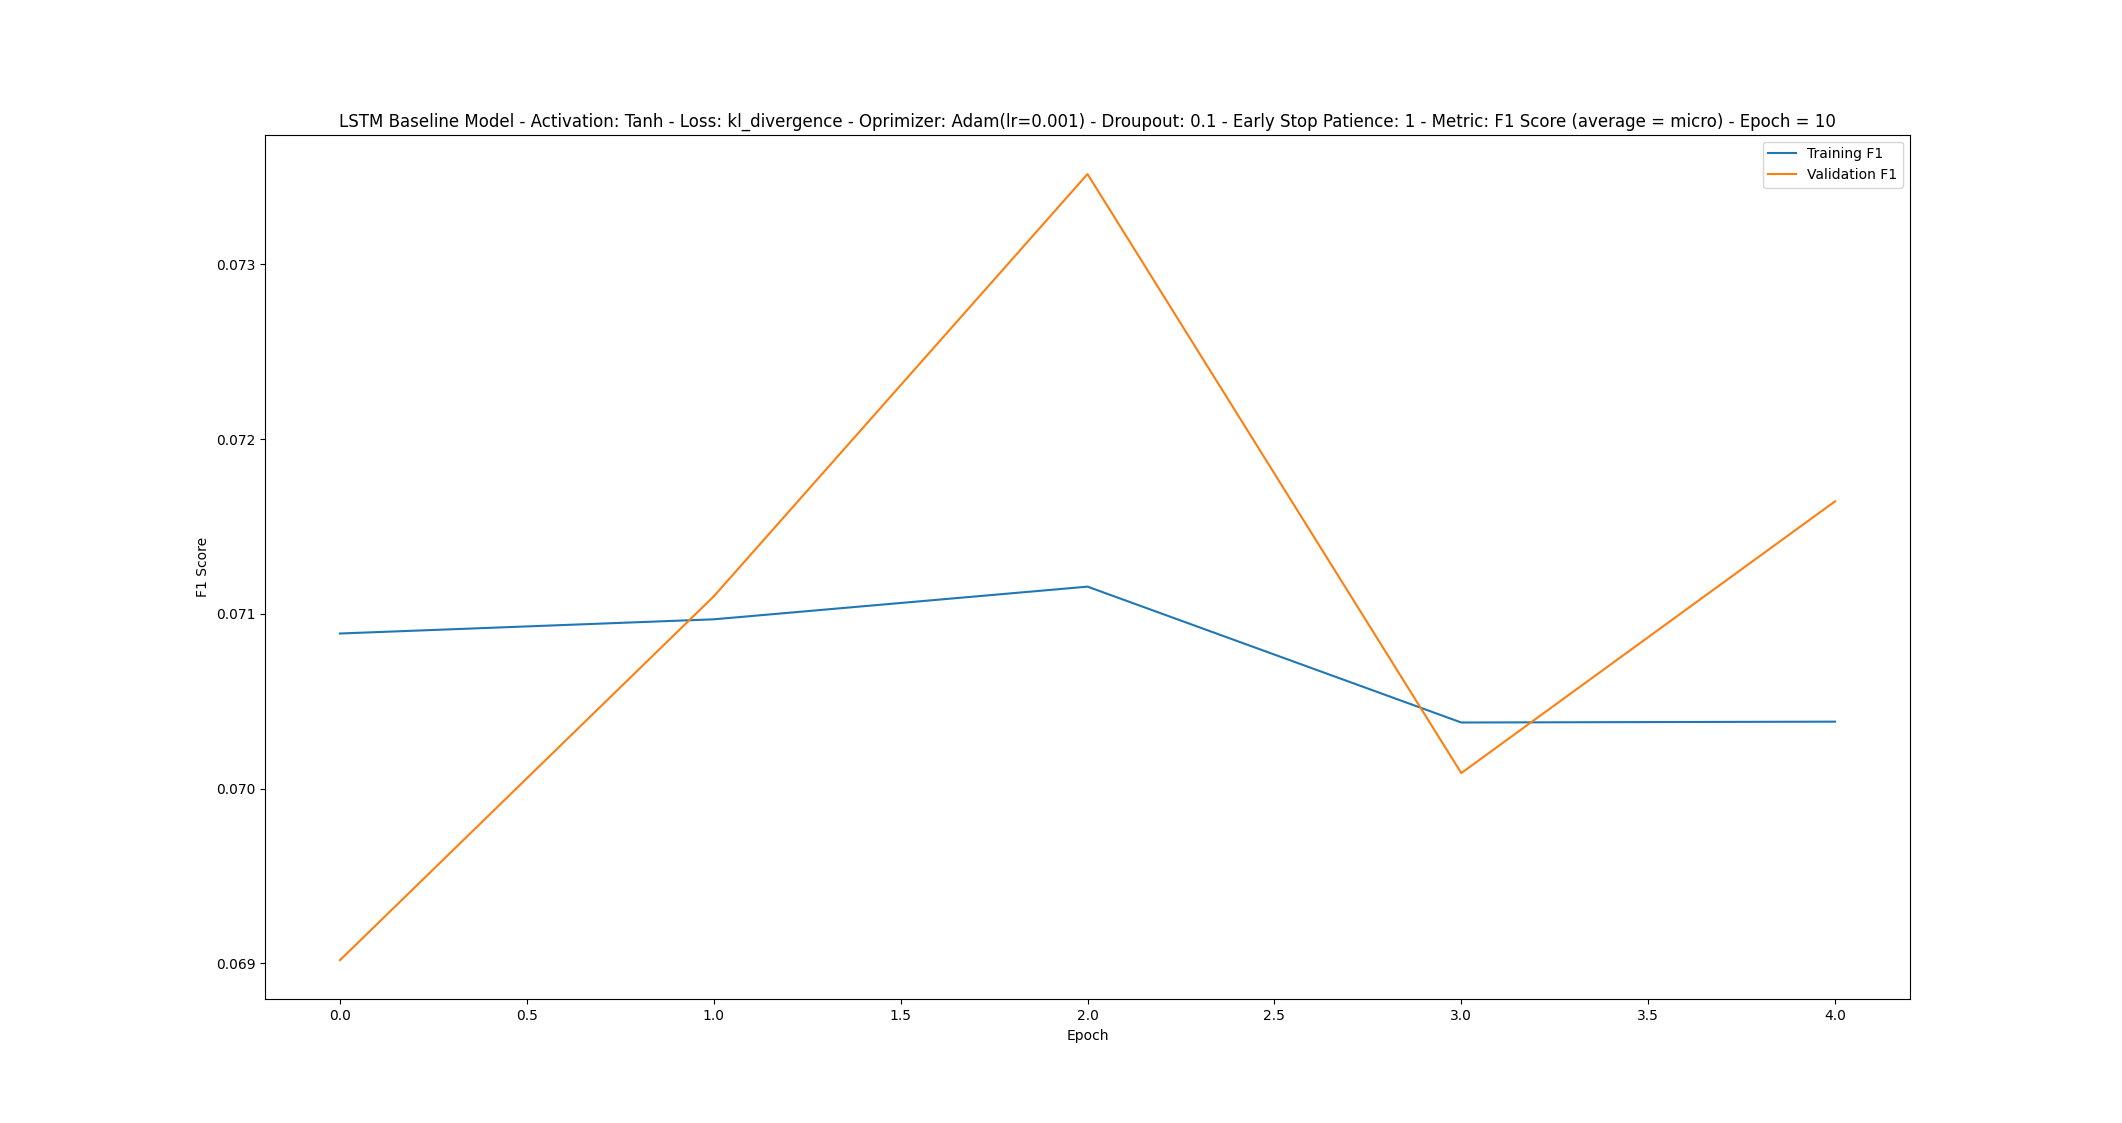 LSTM Baseline Model - Activation: Tanh - Loss: kl_divergence - Oprimizer: Adam(lr=0.001) - Droupout: 0.1 - Early Stop Patience: 1 - Metric: F1 Score (average = micro) - Epoch = 10
Training F1
Validation F1
0.073
0.072
0.071
0.070
0.069
F1 Score
0.0 0.5 1.0 1.5 2.0 2.5 3.0 3.5 4.0
Epoch